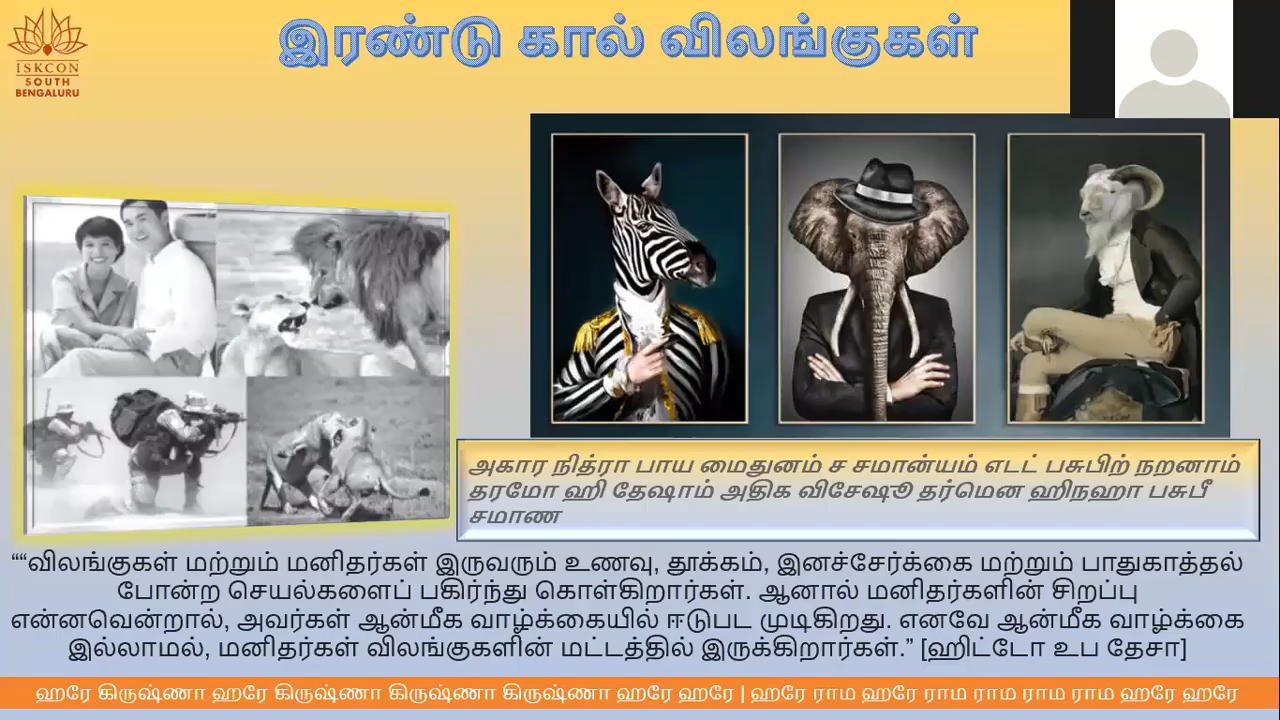 இரண்டு கால் விலங்குகள்
ISKCON
SOUTH
BENGALURU
அகார நித்ரா பாய மைதுனம் ச சமான்யம் எடட் பசுபிற் நறனாம்
தரமோ ஹி தேஷாம் அதிக விசேஷூ தர்மென ஹிநஹா பசுபீ
சமாண
““விலங்குகள் மற்றும் மனிதர்கள் இருவரும் உணவு, தூக்கம், இனச்சேர்க்கை மற்றும் பாதுகாத்தல்
போன்ற செயல்களைப் பகிர்ந்து கொள்கிறார்கள். ஆனால் மனிதர்களின் சிறப்பு
என்னவென்றால், அவர்கள் ஆன்மீக வாழ்க்கையில் ஈடுபட முடிகிறது. எனவே ஆன்மீக வாழ்க்கை
இல்லாமல், மனிதர்கள் விலங்குகளின் மட்டத்தில் இருக்கிறார்கள்.” [ஹிட்டோ உப தேசா]
ஹரே கிருஷ்ணா ஹரே கிருஷ்ணா கிருஷ்ணா கிருஷ்ணா ஹரே ஹரே | ஹரே ராம ஹரே ராம ராம ராம ராம ஹரே ஹரே